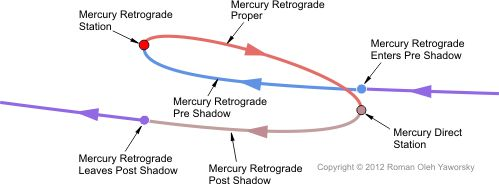 Mercury Retrograde
Station
Mercury Retrograde
Proper
Mercury Retrograde
Enters Pre Shadow
Mercury Retrograde
Pre Shadow
Mercury Direct
Station
Mercury Retrograde
Leaves Post Shadow
Mercury Retrograde
Post Shadow
Copyright © 2012 Roman Oleh Yaworsky